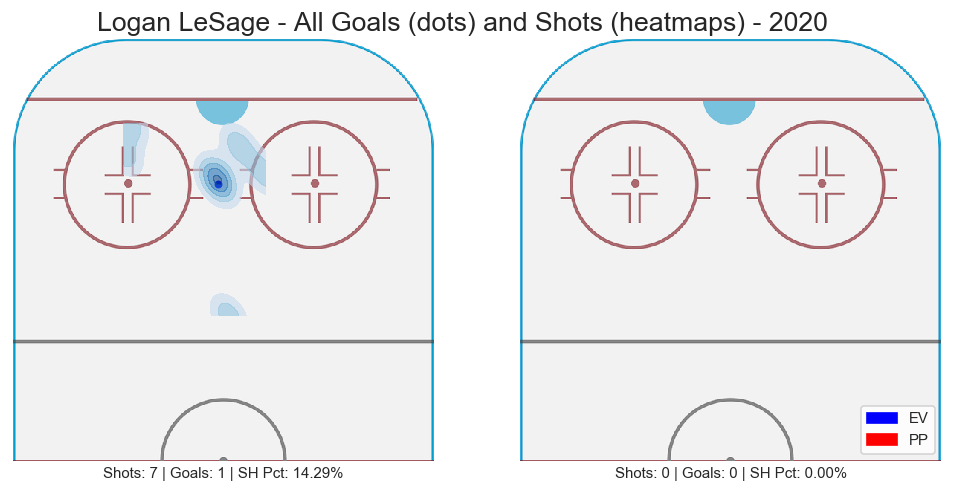 Logan LeSage - All Goals (dots) and Shots (heatmaps) - 2020
EV
PP
Shots: 7 | Goals: 1 | SH Pct: 14.29%
Shots: 0 | Goals: 0 | SH Pct: 0.00%